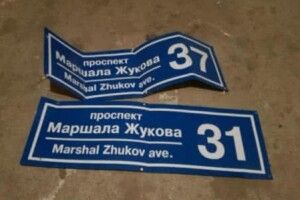 проспект
Маршала Жукова
Marshal Zhukov ave.
37
проспект
Маршала Жукова
Marshal Zhukov ave.
31